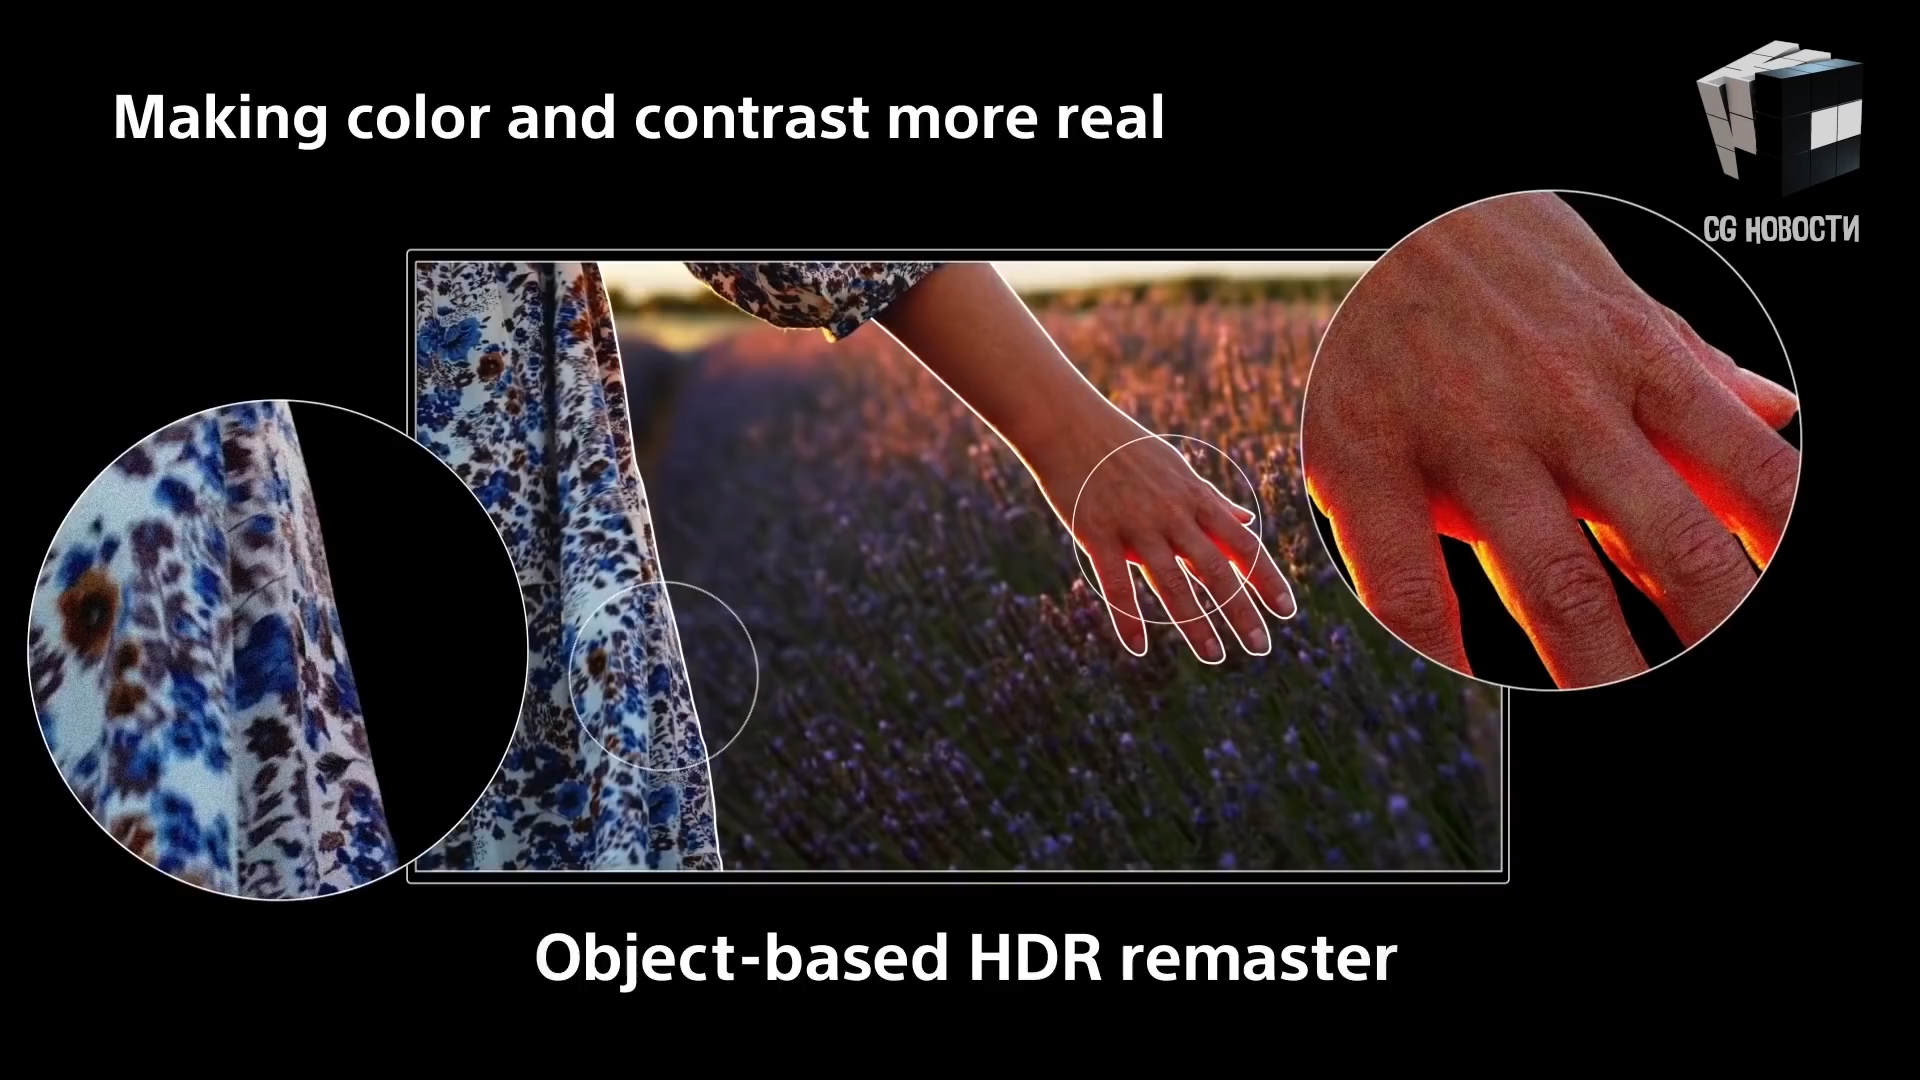 Making color and contrast more real
CG НОВОСТИ
Object-based HDR remaster